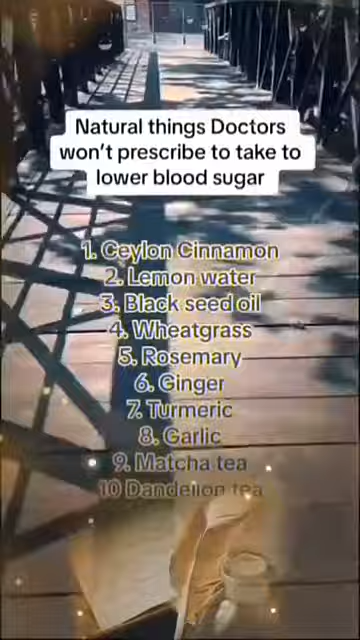 Natural things Doctors
won't prescribe to take to
lower blood sugar
1. Ceylon Cinnamon
2. Lemon water
3. Black seed oil
4. Wheatgrass
5. Rosemary
6. Ginger
7. Turmeric
8. Garlic
9. Matcha tea
10 Dandelion tea